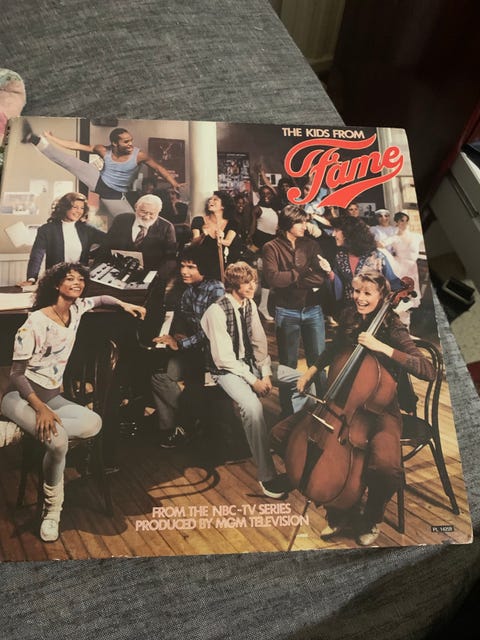 THE KIDS FROM
Fame
FROM THE NBC-TV SERIES
PRODUCED BY MGM TELEVISION